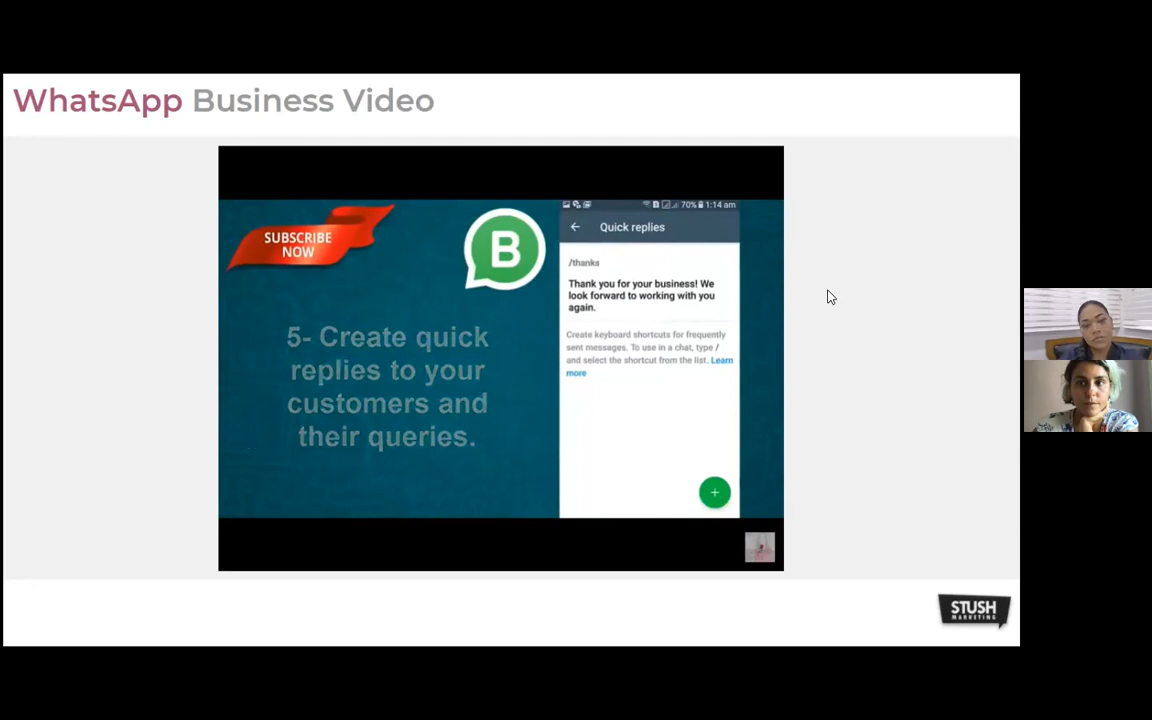 WhatsApp Business Video
SUBSCRIBE
NOW
B
5- Create quick
replies to your
customers and
their queries.
70% 1:14 am
Quick replies
/thanks
Thank you for your business! We
look forward to working with you
again.
Create keyboard shortcuts for frequently
sent messages. To use in a chat, type /
and select the shortcut from the list. Learn
more
STUSH
MARKETING